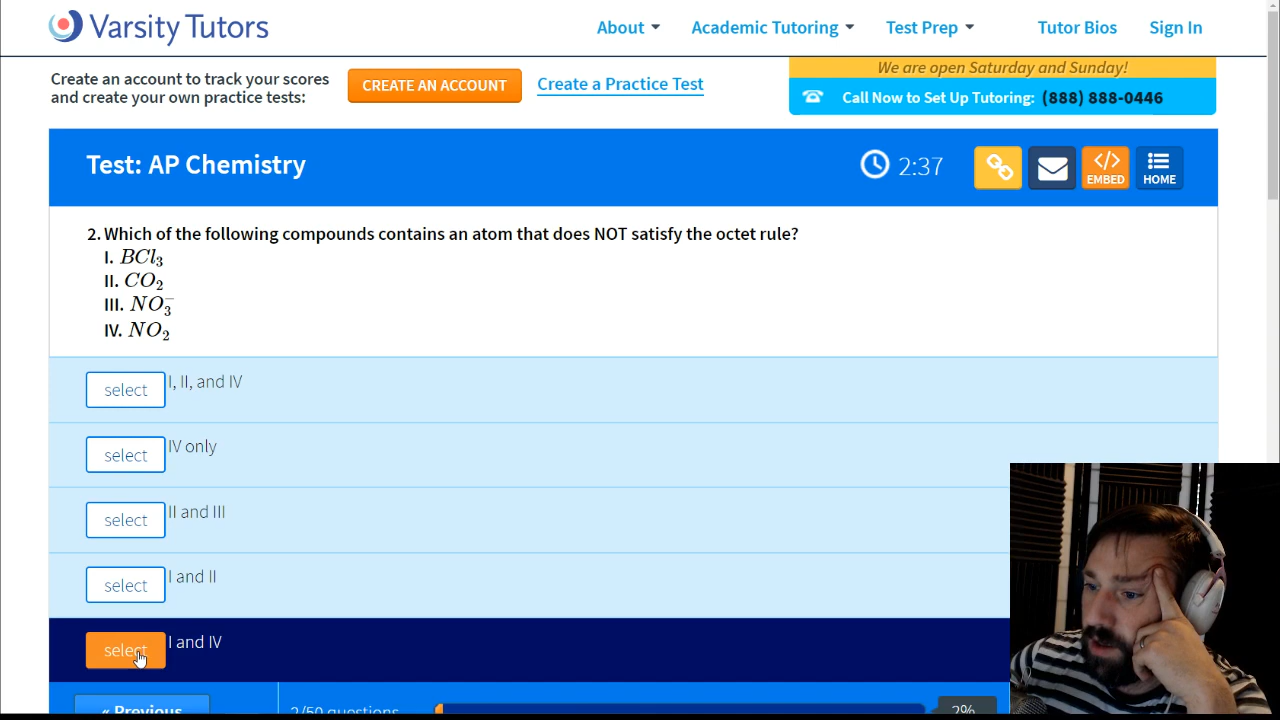 Varsity Tutors
About Academic Tutoring Test Prep Tutor Bios Sign In
Create an account to track your scores
and create your own practice tests:
CREATE AN ACCOUNT
Create a Practice Test
We are open Saturday and Sunday!
Call Now to Set Up Tutoring: (888) 888-0446
Test: AP Chemistry
2:37
EMBED
HOME
2. Which of the following compounds contains an atom that does NOT satisfy the octet rule?
I. BCl₃
II. CO₂
III. NO₃⁻
IV. NO₂
select I, II, and IV
select IV only
select II and III
select I and II
select I and IV
« Previous
2/50 questions
2%